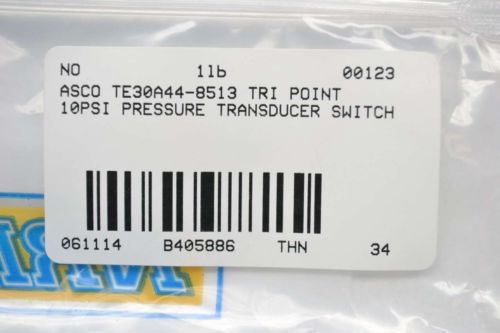 NO 1lb 00123
ASCO TE30A44-8513 TRI POINT
10PSI PRESSURE TRANSDUCER SWITCH
061114 B405886 THN 34